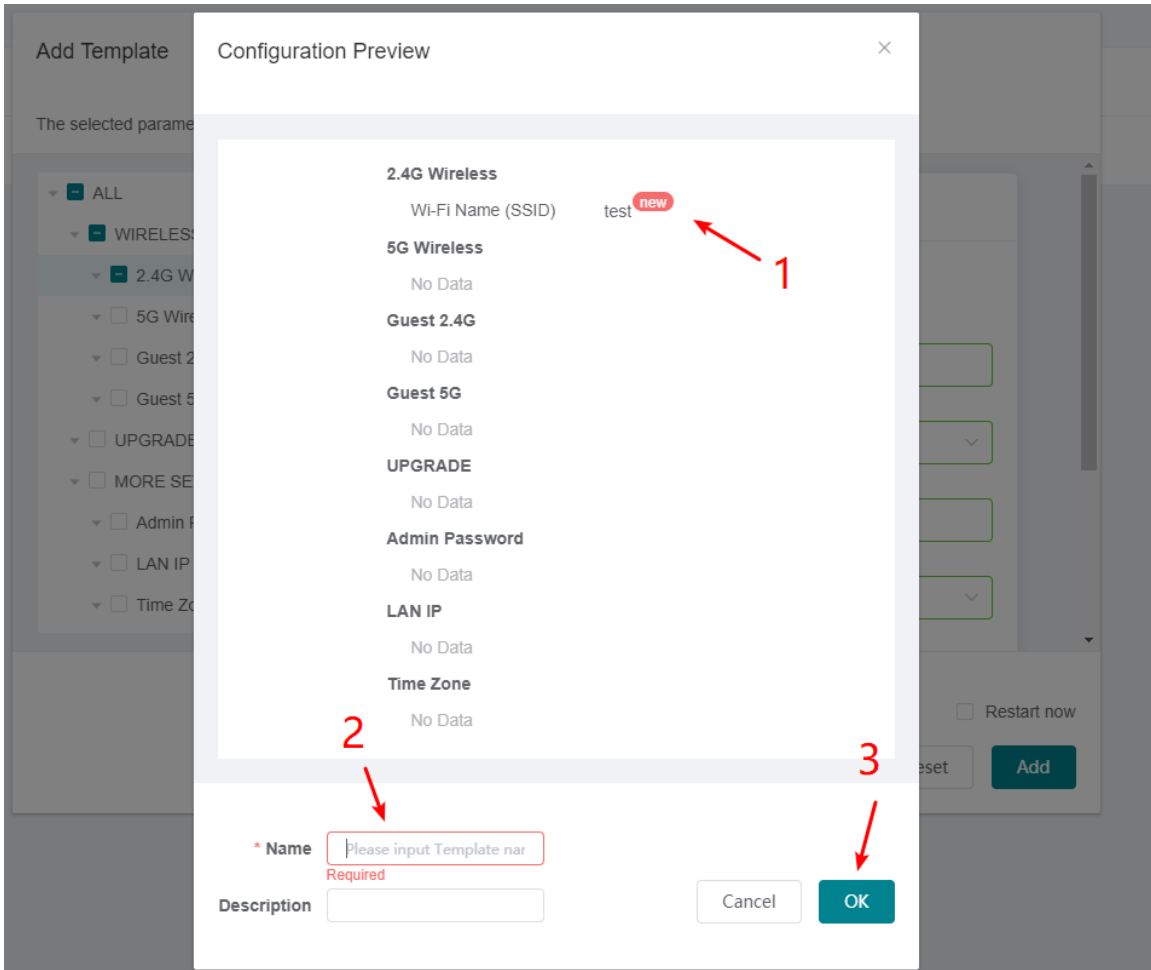 Add Template
Configuration Preview
The selected parame
ALL
WIRELESS
2.4G W
5G Wire
Guest 2
Guest 5
UPGRADE
MORE SE
Admin P
LAN IP
Time Zo
2.4G Wireless
Wi-Fi Name (SSID) test new
1
5G Wireless
No Data
Guest 2.4G
No Data
Guest 5G
No Data
UPGRADE
No Data
Admin Password
No Data
LAN IP
No Data
Time Zone
No Data
2
3
Restart now
eset Add
* Name Please input Template nar
Required
Description
Cancel OK